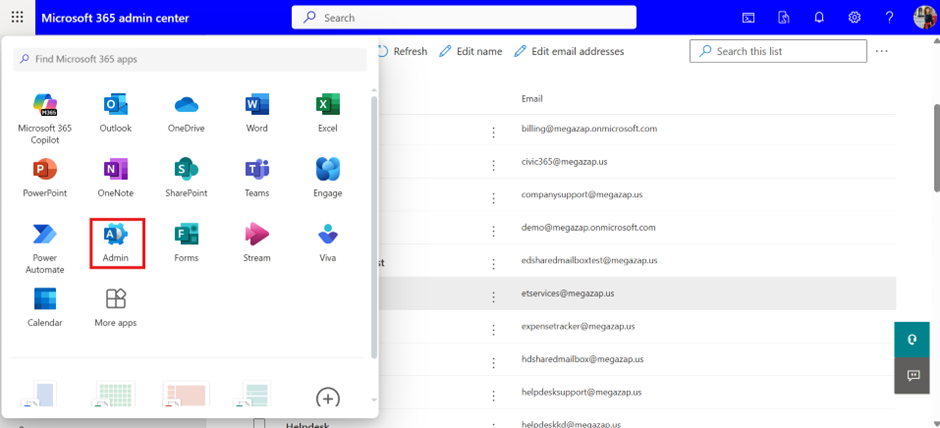 Microsoft 365 admin center
Search
Find Microsoft 365 apps
M365
Microsoft 365
Copilot
Outlook
OneDrive
Word
Excel
PowerPoint
OneNote
SharePoint
Teams
Engage
Power
Automate
Admin
Forms
Stream
Viva
Calendar
More apps
Refresh
Edit name
Edit email addresses
Search this list
Email
billing@megazap.onmicrosoft.com
civic365@megazap.us
companysupport@megazap.us
demo@megazap.onmicrosoft.com
st
edsharedmailboxtest@megazap.us
etservices@megazap.us
expensetracker@megazap.us
hdsharedmailbox@megazap.us
helpdesksupport@megazap.us
Helpdesk
helpdeskkd@megazap.us